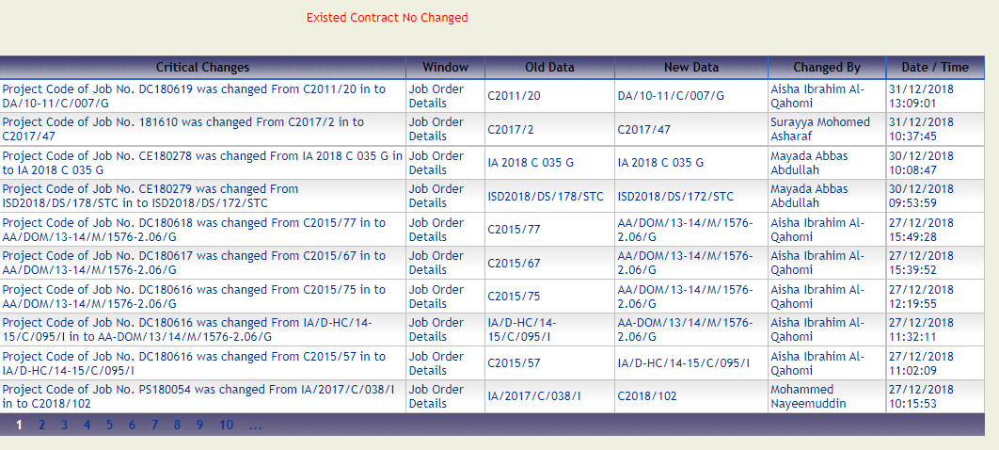 Existed Contract No Changed
Critical Changes Window Old Data New Data Changed By Date / Time
Project Code of Job No. DC180619 was changed From C2011/20 in to
DA/10-11/C/007/G
Job Order
Details
C2011/20
DA/10-11/C/007/G
Aisha Ibrahim Al-
Qahomi
31/12/2018
13:09:01
Project Code of Job No. 181610 was changed From C2017/2 in to
C2017/47
Job Order
Details
C2017/2
C2017/47
Surayya Mohomed
Asharaf
31/12/2018
10:37:45
Project Code of Job No. CE180278 was changed From IA 2018 C 035 G in
to IA 2018 C 035 G
Job Order
Details
IA 2018 C 035 G
IA 2018 C 035 G
Mayada Abbas
Abdullah
30/12/2018
10:08:47
Project Code of Job No. CE180279 was changed From
ISD2018/DS/178/STC in to ISD2018/DS/172/STC
Job Order
Details
ISD2018/DS/178/STC
ISD2018/DS/172/STC
Mayada Abbas
Abdullah
30/12/2018
09:53:59
Project Code of Job No. DC180618 was changed From C2015/77 in to
AA/DOM/13-14/M/1576-2.06/G
Job Order
Details
C2015/77
AA/DOM/13-14/M/1576-
2.06/G
Aisha Ibrahim Al-
Qahomi
27/12/2018
15:49:28
Project Code of Job No. DC180617 was changed From C2015/67 in to
AA/DOM/13-14/M/1576-2.06/G
Job Order
Details
C2015/67
AA/DOM/13-14/M/1576-
2.06/G
Aisha Ibrahim Al-
Qahomi
27/12/2018
15:39:52
Project Code of Job No. DC180616 was changed From C2015/75 in to
AA/DOM/13-14/M/1576-2.06/G
Job Order
Details
C2015/75
AA/DOM/13-14/M/1576-
2.06/G
Aisha Ibrahim Al-
Qahomi
27/12/2018
12:19:55
Project Code of Job No. DC180616 was changed From IA/D-HC/14-
15/C/095/I in to AA-DOM/13/14/M/1576-2.06/G
Job Order
Details
IA/D-HC/14-
15/C/095/I
AA-DOM/13/14/M/1576-
2.06/G
Aisha Ibrahim Al-
Qahomi
27/12/2018
11:32:11
Project Code of Job No. DC180616 was changed From C2015/57 in to
IA/D-HC/14-15/C/095/I
Job Order
Details
C2015/57
IA/D-HC/14-15/C/095/I
Aisha Ibrahim Al-
Qahomi
27/12/2018
11:02:09
Project Code of Job No. PS180054 was changed From IA/2017/C/038/I
in to C2018/102
Job Order
Details
IA/2017/C/038/I
C2018/102
Mohammed
Nayeemuddin
27/12/2018
10:15:53
1 2 3 4 5 6 7 8 9 10 ...